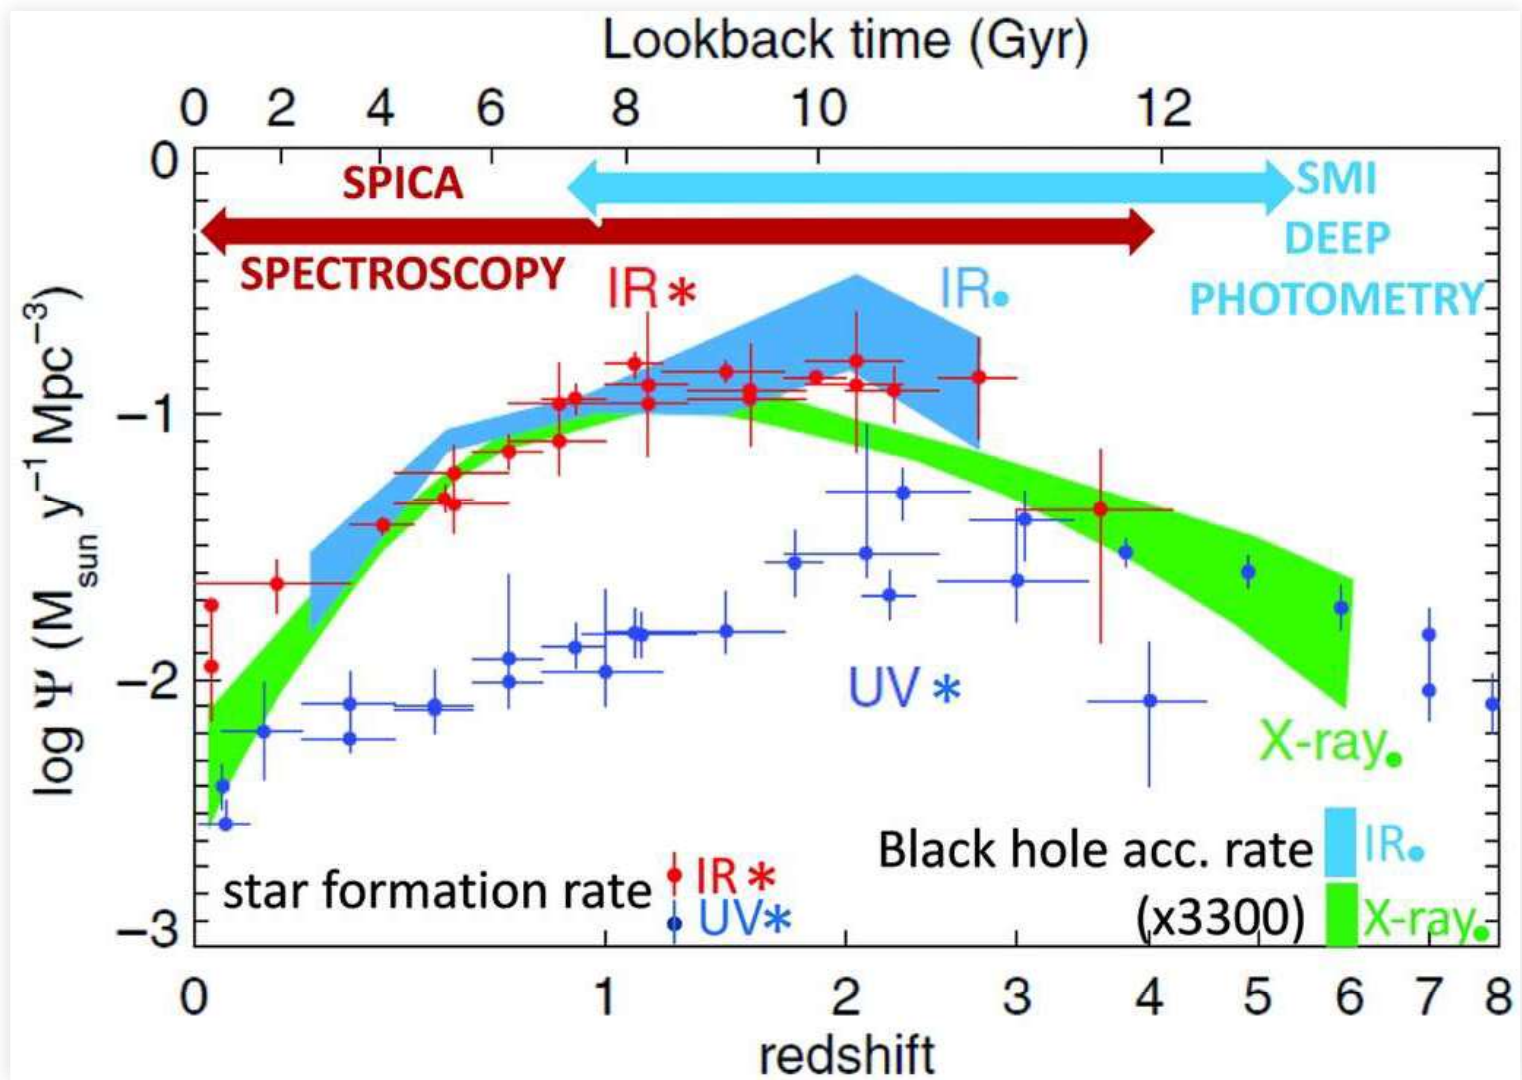 Lookback time (Gyr)
0 2 4 6 8 10 12
0
−1
−2
−3
log Ψ (M_sun y⁻¹ Mpc⁻³)
SPICA
SPECTROSCOPY
SMI
DEEP
PHOTOMETRY
IR*
IR•
UV*
X-ray•
star formation rate
IR*
UV*
Black hole acc. rate
(x3300)
IR•
X-ray•
0 1 2 3 4 5 6 7 8
redshift